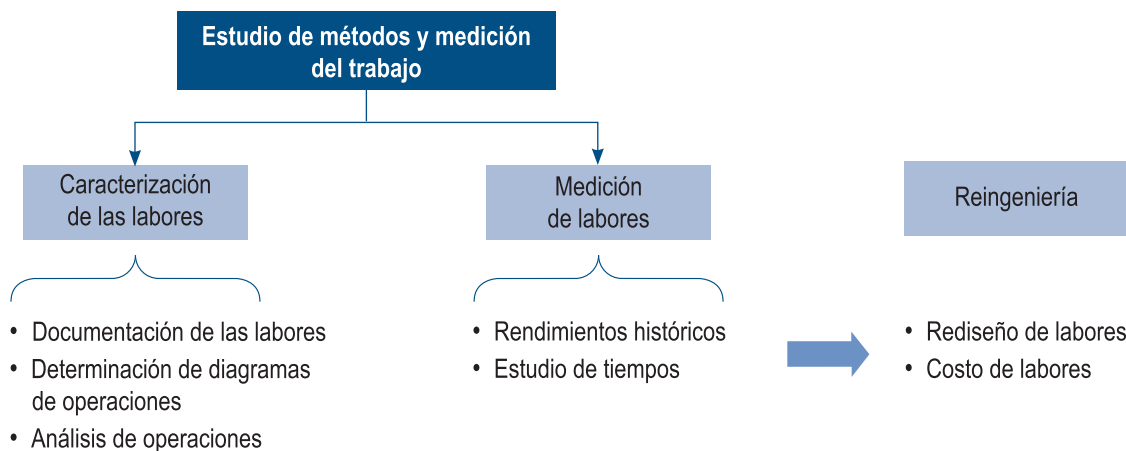 Estudio de métodos y medición
del trabajo
Caracterización
de las labores
Medición
de labores
Reingeniería
• Documentación de las labores
• Determinación de diagramas
de operaciones
• Análisis de operaciones
• Rendimientos históricos
• Estudio de tiempos
• Rediseño de labores
• Costo de labores